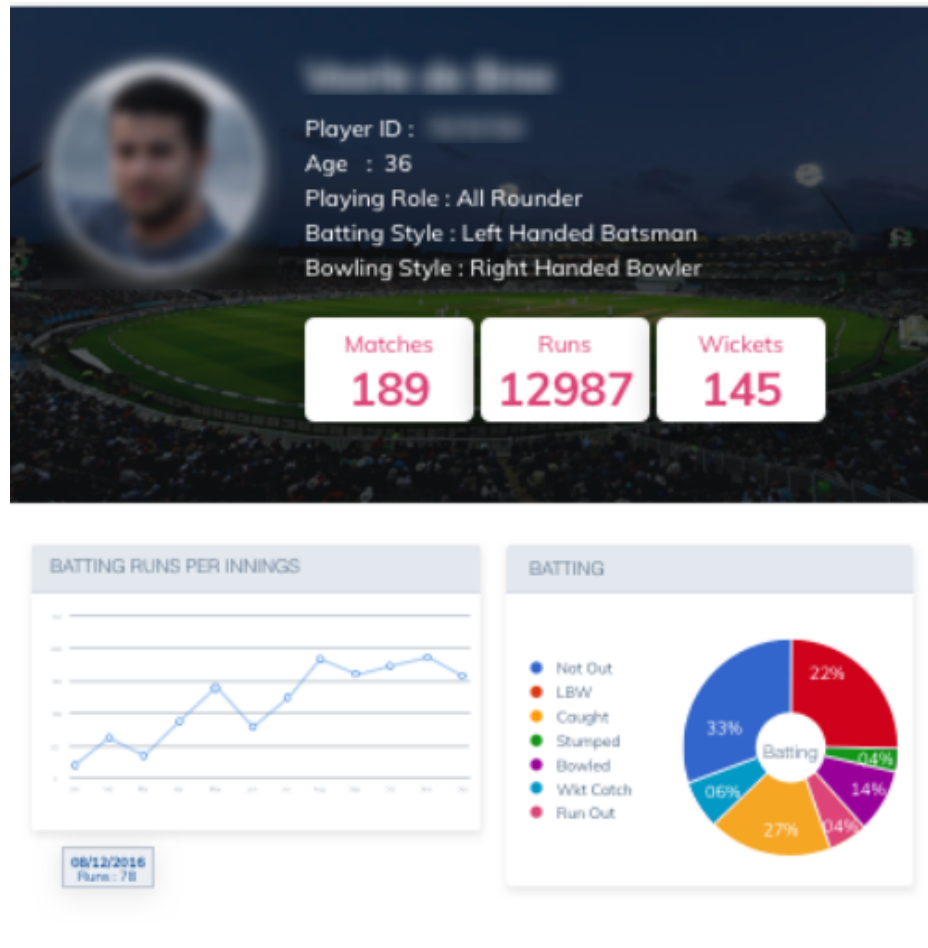 Player ID :
Age : 36
Playing Role : All Rounder
Batting Style : Left Handed Batsman
Bowling Style : Right Handed Bowler
Matches
189
Runs
12987
Wickets
145
BATTING RUNS PER INNINGS
08/12/2016
Runs : 78
BATTING
Not Out
LBW
Caught
Stumped
Bowled
Wkt Catch
Run Out
22%
33%
Batting
04%
06%
14%
27%
04%